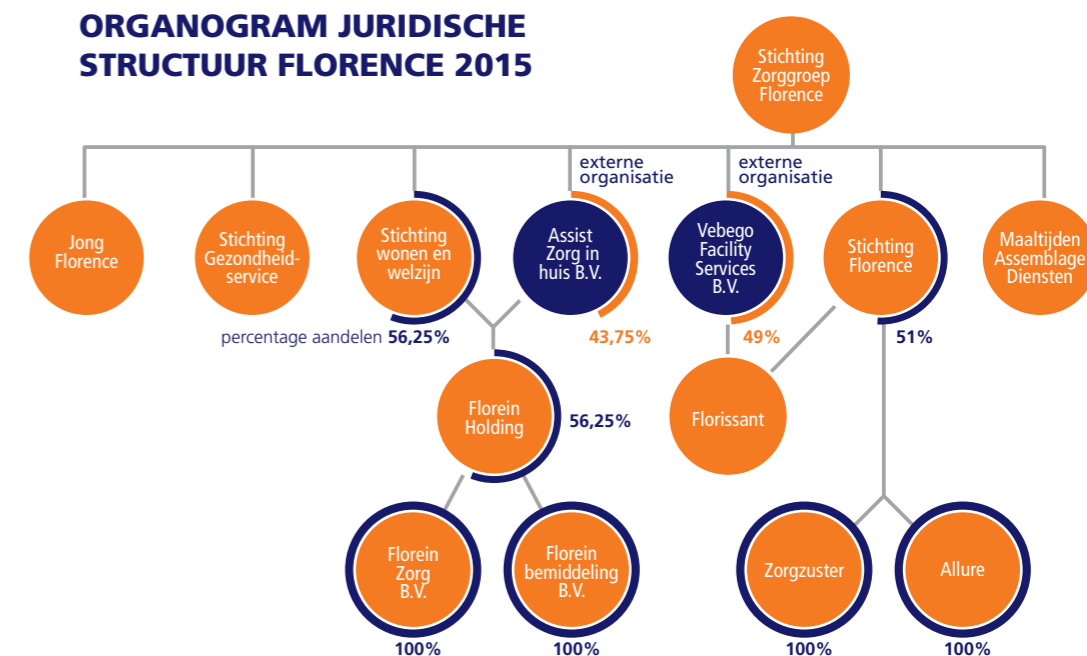 ORGANOGRAM JURIDISCHE
STRUCTUUR FLORENCE 2015
Stichting
Zorggroep
Florence
externe
organisatie
externe
organisatie
Jong
Florence
Stichting
Gezondheid-
service
Stichting
wonen en
welzijn
Assist
Zorg in
huis B.V.
Vebego
Facility
Services
B.V.
Stichting
Florence
Maaltijden
Assemblage
Diensten
percentage aandelen 56,25%
43,75%
49%
51%
Florein
Holding
56,25%
Florissant
Florein
Zorg
B.V.
Florein
bemiddeling
B.V.
Zorgzuster
Allure
100%
100%
100%
100%